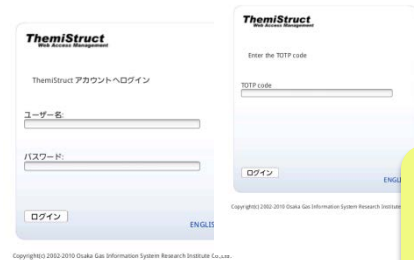 ThemiStruct
Web Access Management
ThemiStruct アカウントへログイン
ユーザー名:
パスワード:
ログイン
ENGLIS
Copyright(c) 2002-2010 Osaka Gas Information System Research Institute Co.,Ltd.
ThemiStruct
Web Access Management
Enter the TOTP code
TOTP code
ログイン
ENGLI
Copyright(c) 2002-2010 Osaka Gas Information System Research Institute